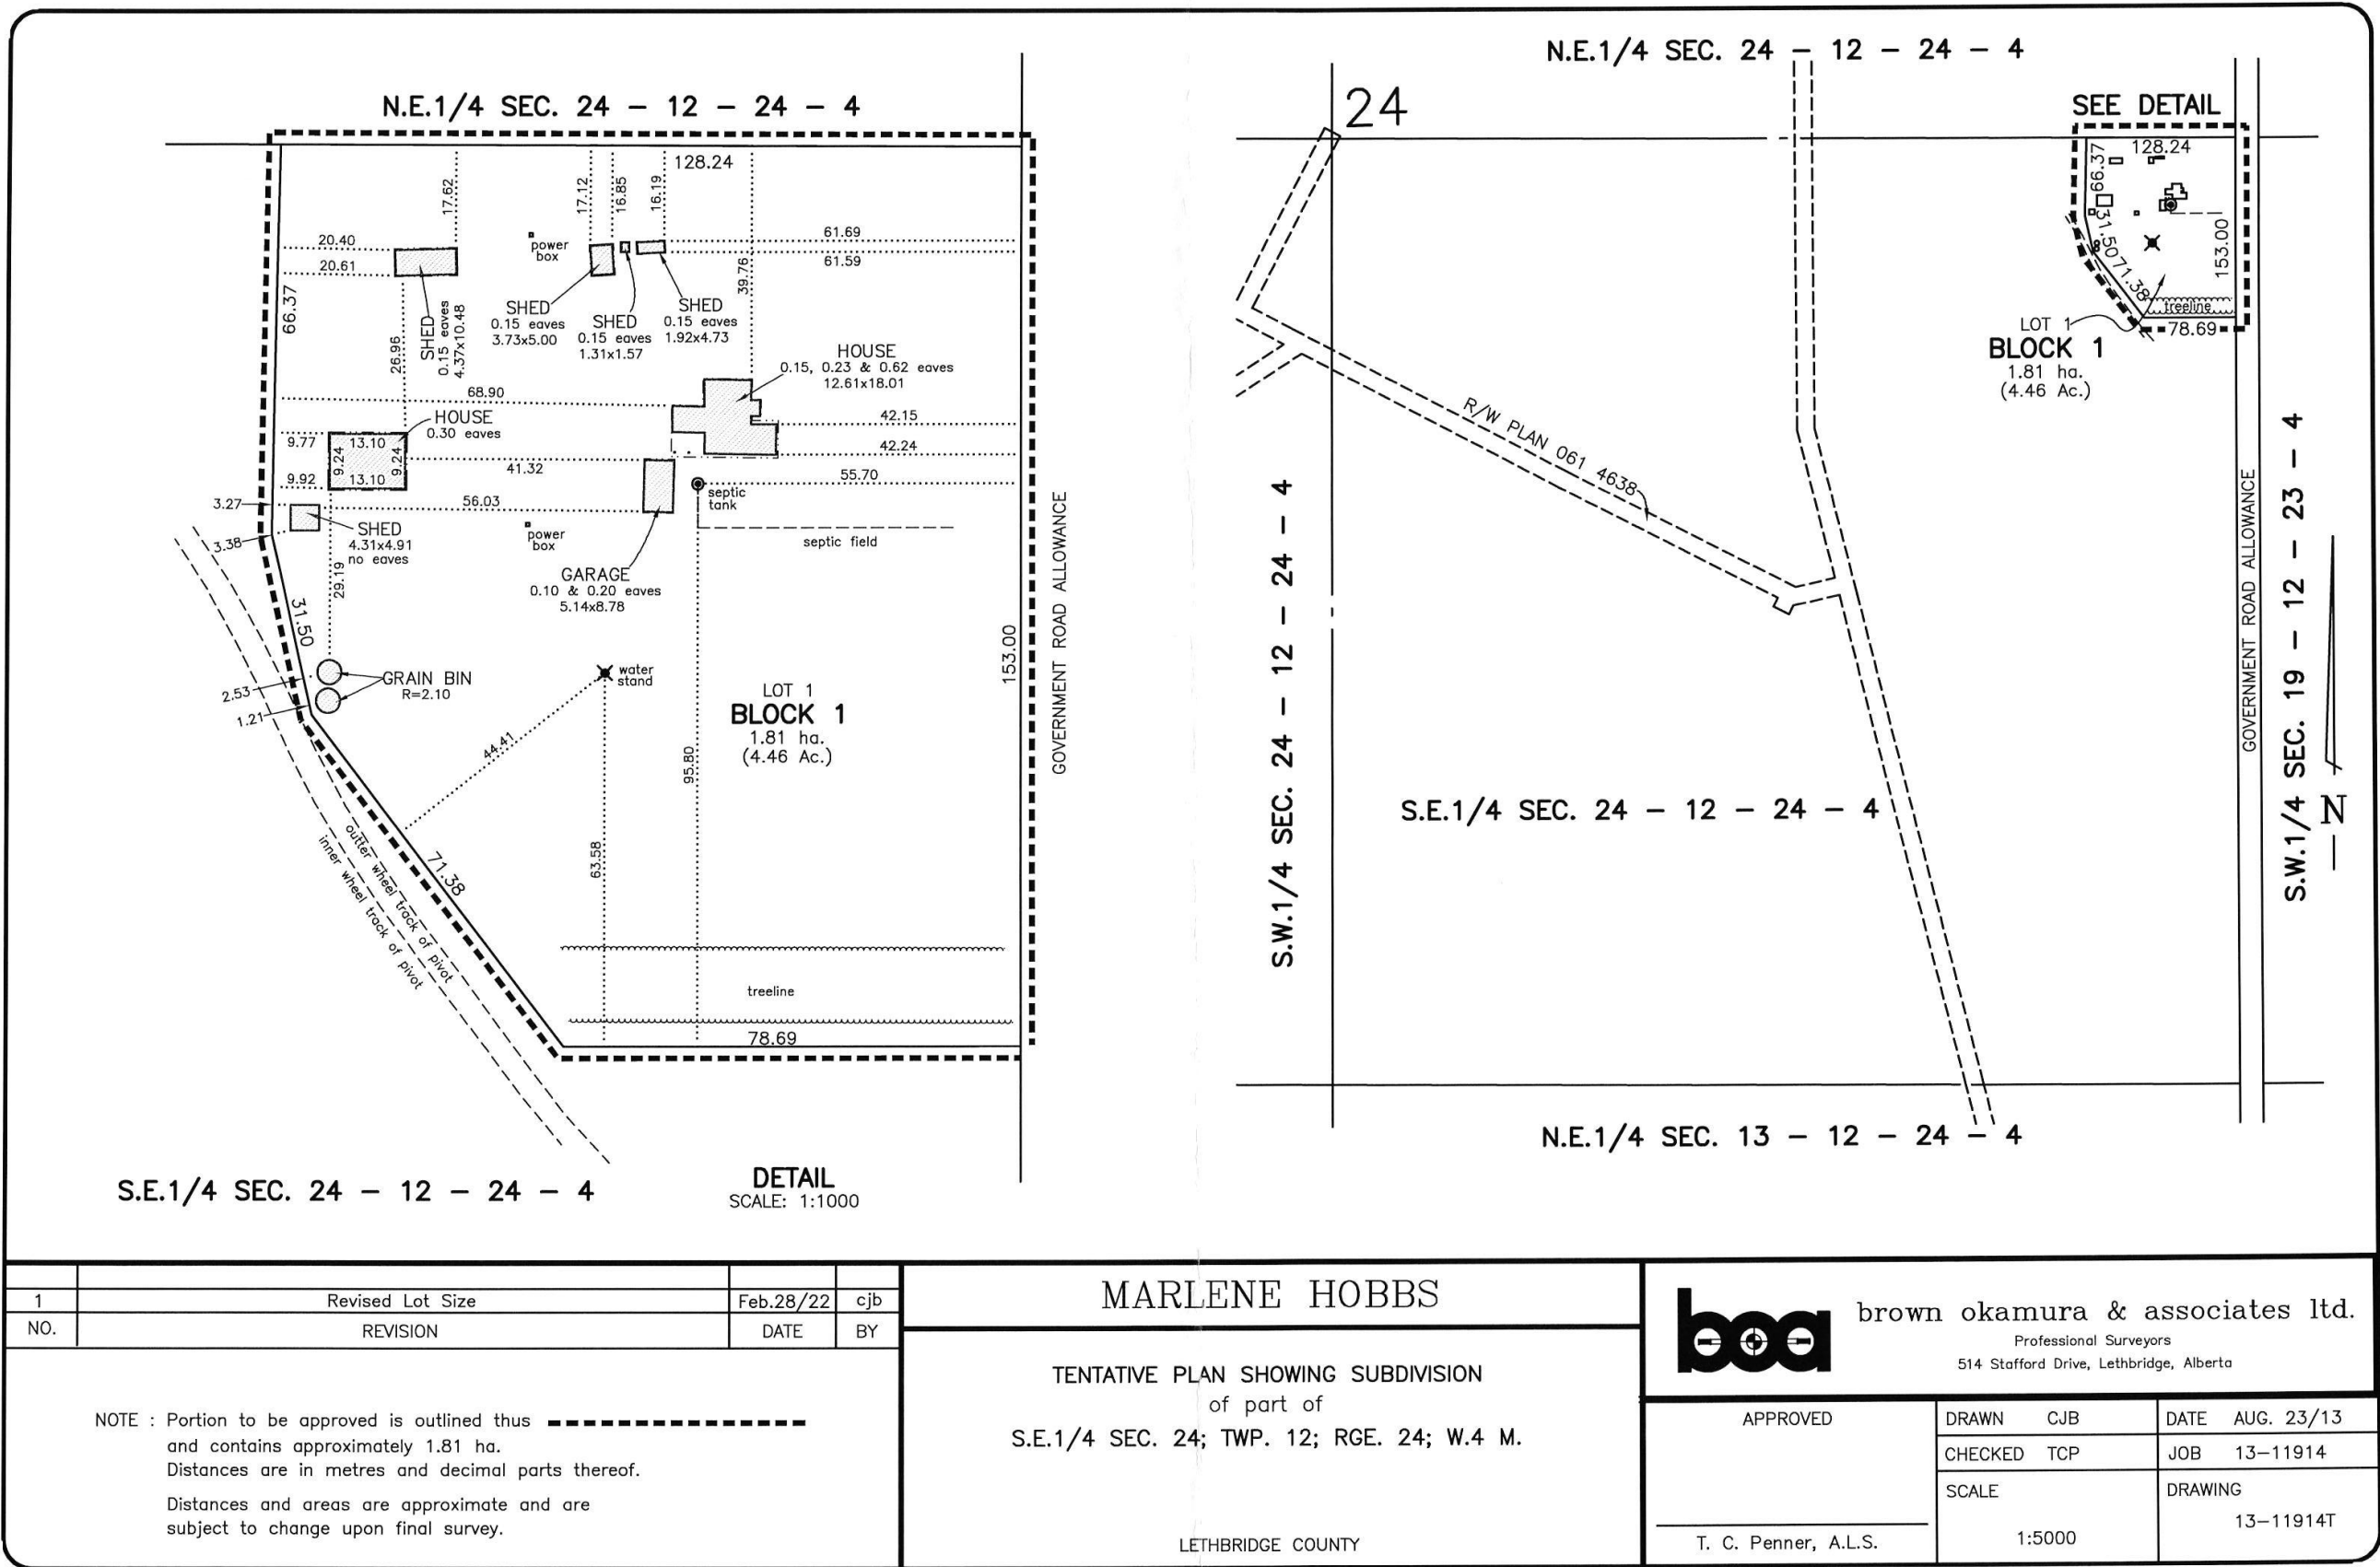 N.E.1/4 SEC. 24 – 12 – 24 – 4
128.24
17.62
17.12
16.85
16.19
39.76
20.40
20.61
61.69
61.59
66.37
power
box
SHED
0.15 eaves
4.37x10.48
SHED
0.15 eaves
3.73x5.00
SHED
0.15 eaves
1.31x1.57
SHED
0.15 eaves
1.92x4.73
HOUSE
0.15, 0.23 & 0.62 eaves
12.61x18.01
26.96
68.90
42.15
42.24
HOUSE
0.30 eaves
9.77
13.10
9.24
9.24
9.92
13.10
41.32
55.70
septic
tank
septic field
3.27
56.03
SHED
4.31x4.91
no eaves
3.38
power
box
GARAGE
0.10 & 0.20 eaves
5.14x8.78
29.19
31.50
GRAIN BIN
R=2.10
2.53
1.21
water
stand
44.41
63.58
95.80
LOT 1
BLOCK 1
1.81 ha.
(4.46 Ac.)
153.00
GOVERNMENT ROAD ALLOWANCE
71.38
outter wheel track of pivot
inner wheel track of pivot
treeline
78.69
S.E.1/4 SEC. 24 – 12 – 24 – 4
DETAIL
SCALE: 1:1000
N.E.1/4 SEC. 24 – 12 – 24 – 4
24
SEE DETAIL
128.24
66.37
31.50
71.38
153.00
treeline
78.69
LOT 1
BLOCK 1
1.81 ha.
(4.46 Ac.)
R/W PLAN 061 4638
S.W.1/4 SEC. 24 – 12 – 24 – 4
S.E.1/4 SEC. 24 – 12 – 24 – 4
GOVERNMENT ROAD ALLOWANCE
S.W.1/4 SEC. 19 – 12 – 23 – 4
N
N.E.1/4 SEC. 13 – 12 – 24 – 4
1 Revised Lot Size Feb.28/22 cjb
NO. REVISION DATE BY
NOTE : Portion to be approved is outlined thus
and contains approximately 1.81 ha.
Distances are in metres and decimal parts thereof.
Distances and areas are approximate and are
subject to change upon final survey.
MARLENE HOBBS
TENTATIVE PLAN SHOWING SUBDIVISION
of part of
S.E.1/4 SEC. 24; TWP. 12; RGE. 24; W.4 M.
LETHBRIDGE COUNTY
boa
brown okamura & associates ltd.
Professional Surveyors
514 Stafford Drive, Lethbridge, Alberta
APPROVED
T. C. Penner, A.L.S.
DRAWN CJB
DATE AUG. 23/13
CHECKED TCP
JOB 13–11914
SCALE
1:5000
DRAWING
13–11914T